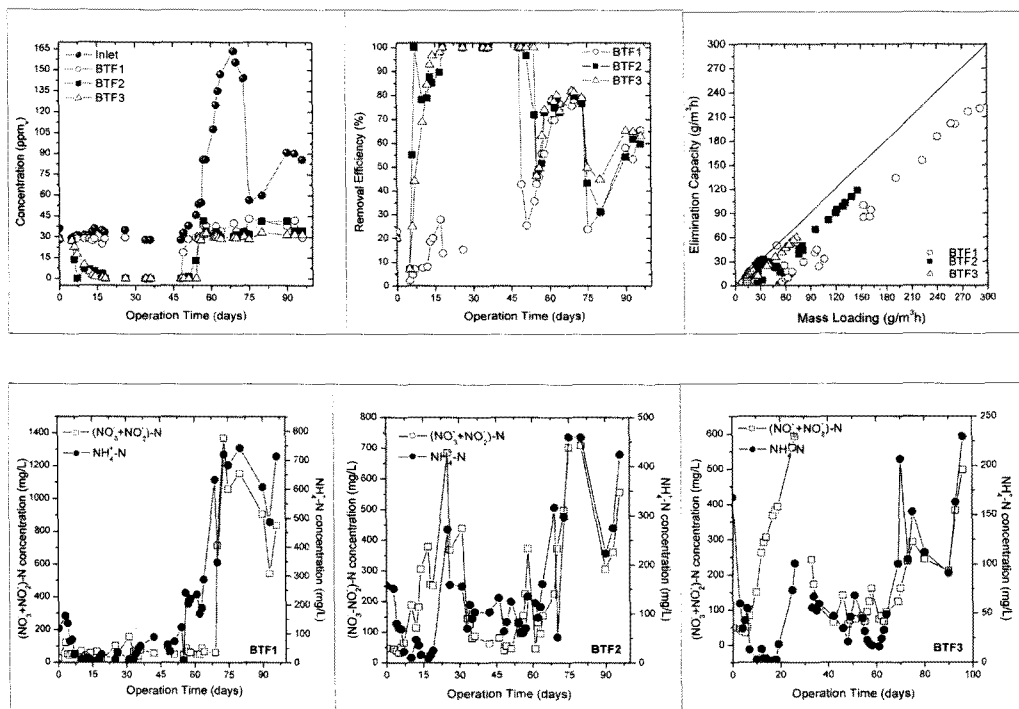 Concentration (ppmv)
165
150
135
120
105
90
75
60
45
30
15
0
Inlet
BTF1
BTF2
BTF3
0 15 30 45 60 75 90
Operation Time (days)
Removal Efficiency (%)
100
90
80
70
60
50
40
30
20
10
0
BTF1
BTF2
BTF3
0 15 30 45 60 75 90
Operation Time (days)
Elimination Capacity (g/m³h)
300
270
240
210
180
150
120
90
60
30
0
BTF1
BTF2
BTF3
0 30 60 90 120 150 180 210 240 270 300
Mass Loading (g/m³h)
(NO₃+NO₂)-N concentration (mg/L)
1400
1200
1000
800
600
400
200
0
(NO₃⁻+NO₂⁻)-N
NH₄⁺-N
800
700
600
500
400
300
200
100
0
NH₄⁺-N concentration (mg/L)
BTF1
0 15 30 45 60 75 90
Operation Time (days)
(NO₃-NO₂)-N concentration (mg/L)
800
700
600
500
400
300
200
100
0
(NO₃⁻+NO₂⁻)-N
NH₄⁺-N
500
400
300
200
100
0
NH₄⁺-N concentration (mg/L)
BTF2
0 15 30 45 60 75 90
Operation Time (days)
(NO₃+NO₂)-N concentration (mg/L)
600
500
400
300
200
100
0
(NO₃⁻+NO₂⁻)-N
NH₄⁺-N
250
200
150
100
50
0
NH₄⁺-N concentration (mg/L)
BTF3
0 20 40 60 80 100
Operation Time (days)